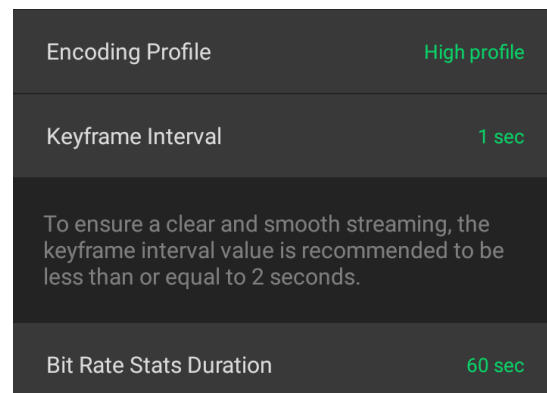 Encoding Profile High profile
Keyframe Interval 1 sec
To ensure a clear and smooth streaming, the
keyframe interval value is recommended to be
less than or equal to 2 seconds.
Bit Rate Stats Duration 60 sec